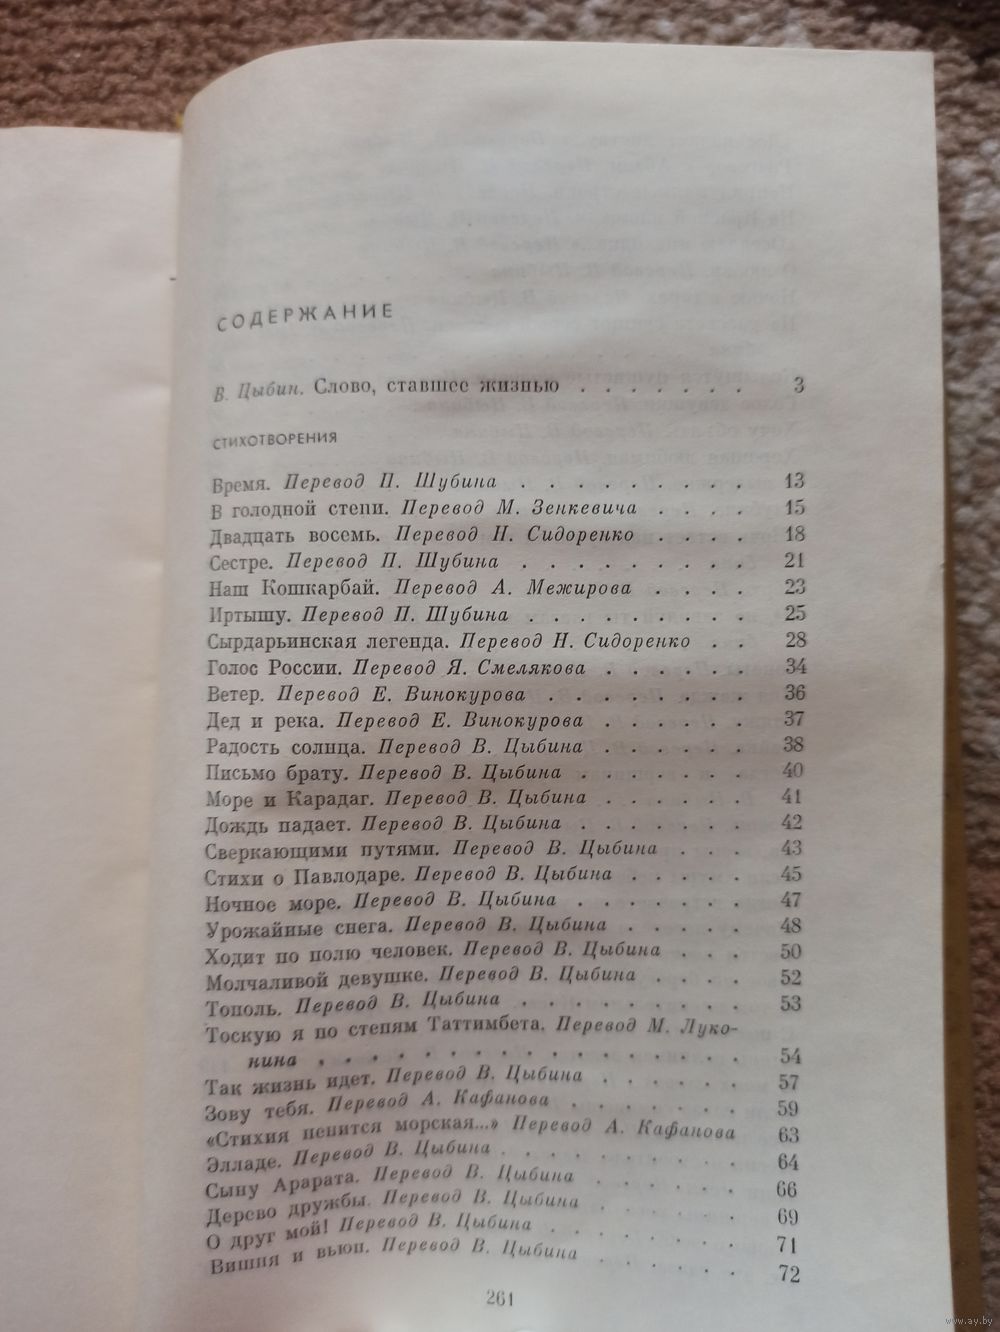 СОДЕРЖАНИЕ
В. Цыбин. Слово, ставшее жизнью . . . . . . . 3
СТИХОТВОРЕНИЯ
Время. Перевод П. Шубина . . . . . . . . . 13
В голодной степи. Перевод М. Зенкевича . . . . 15
Двадцать восемь. Перевод Н. Сидоренко . . . . 18
Сестре. Перевод П. Шубина . . . . . . . . . 21
Наш Кошкарбай. Перевод А. Межирова . . . . 23
Иртышу. Перевод П. Шубина . . . . . . . . 25
Сырдарьинская легенда. Перевод Н. Сидоренко . . 28
Голос России. Перевод Я. Смелякова . . . . . . 34
Ветер. Перевод Е. Винокурова . . . . . . . . 36
Дед и река. Перевод Е. Винокурова . . . . . . 37
Радость солнца. Перевод В. Цыбина . . . . . . 38
Письмо брату. Перевод В. Цыбина . . . . . . . 40
Море и Карадаг. Перевод В. Цыбина . . . . . . 41
Дождь падает. Перевод В. Цыбина . . . . . . . 42
Сверкающими путями. Перевод В. Цыбина . . . 43
Стихи о Павлодаре. Перевод В. Цыбина . . . . . 45
Ночное море. Перевод В. Цыбина . . . . . . . 47
Урожайные снега. Перевод В. Цыбина . . . . . 48
Ходит по полю человек. Перевод В. Цыбина . . . 50
Молчаливой девушке. Перевод В. Цыбина . . . . 52
Тополь. Перевод В. Цыбина . . . . . . . . . 53
Тоскую я по степям Таттимбета. Перевод М. Луко-
нина . . . . . . . . . . . . . . . . 54
Так жизнь идет. Перевод В. Цыбина . . . . . . 57
Зову тебя. Перевод А. Кафанова . . . . . . . 59
«Стихия пенится морская...» Перевод А. Кафанова 63
Элладе. Перевод В. Цыбина . . . . . . . . . 64
Сыну Арарата. Перевод В. Цыбина . . . . . . 66
Дерево дружбы. Перевод В. Цыбина . . . . . . 69
О друг мой! Перевод В. Цыбина . . . . . . . 71
Вишня и вьюн. Перевод В. Цыбина . . . . . . 72
261
www.ay.by